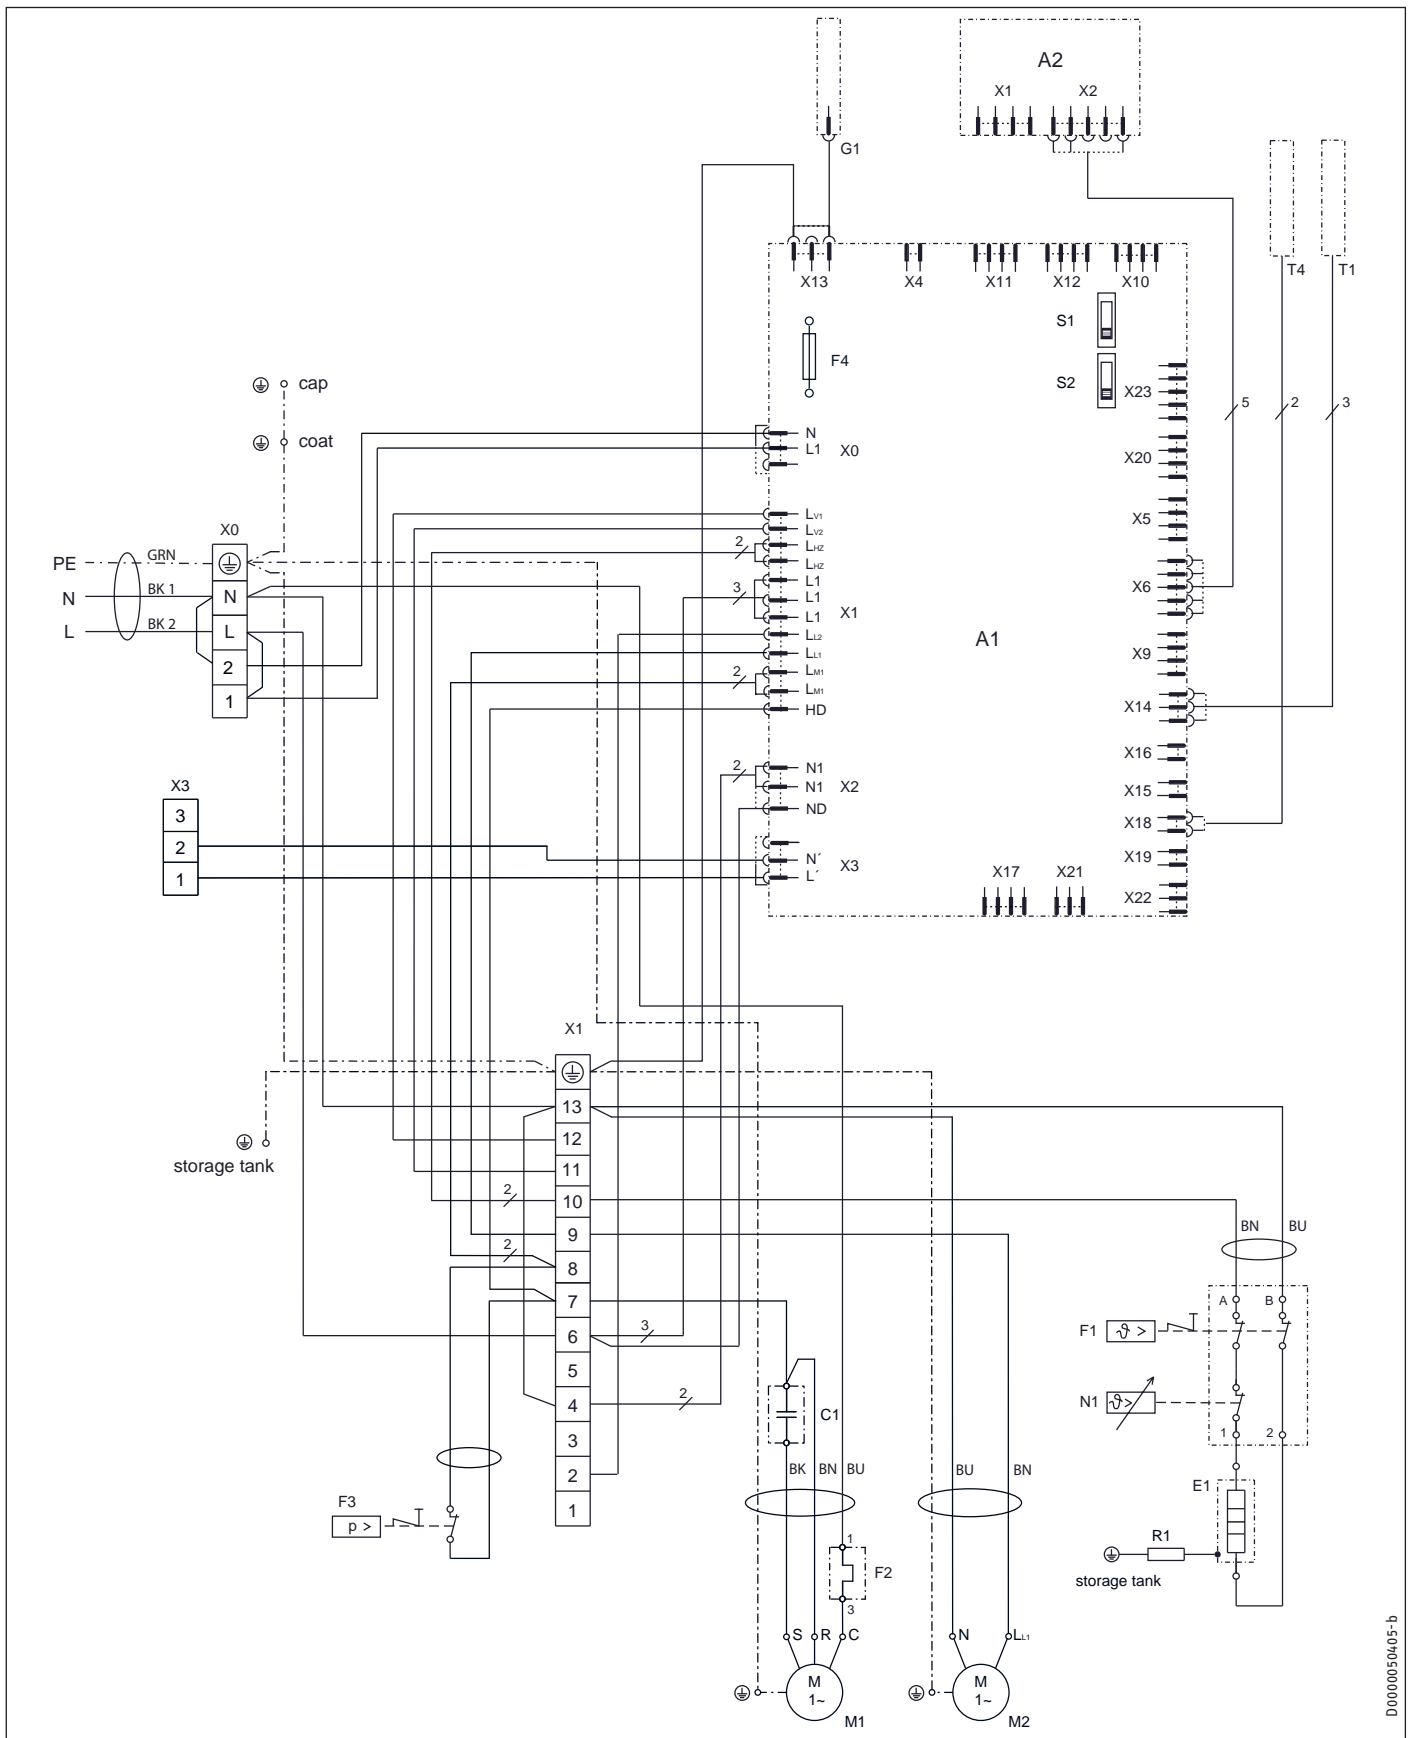 A2
X1 X2
G1
T4 T1
X13 X4 X11 X12 X10
S1
F4
S2
X23
5 2 3
cap
coat
N
L1 X0
X20
X0
LV1
LV2
X5
2 LHZ
LHZ
PE GRN
N BK 1 N
L BK 2 L
2
1
L1
3 L1
L1 X1
LL2
LL1
2 LM1
LM1
HD
A1
X6
X9
X14
X16
2 N1
N1 X2
ND
X15
X18
X3
3
2
1
N´ X3
L´
X19
X17 X21
X22
X1
13
12
11
2 10
9
2 8
7
6 3
5
4 2
3
2
1
storage tank
BN BU
A B
F1 ϑ >
N1 ϑ >
1 2
C1
BK BN BU
BU BN
F3
p >
E1
R1
storage tank
1
F2
3
S R C
N LL1
M
1~
M1
M
1~
M2
D0000050405-b